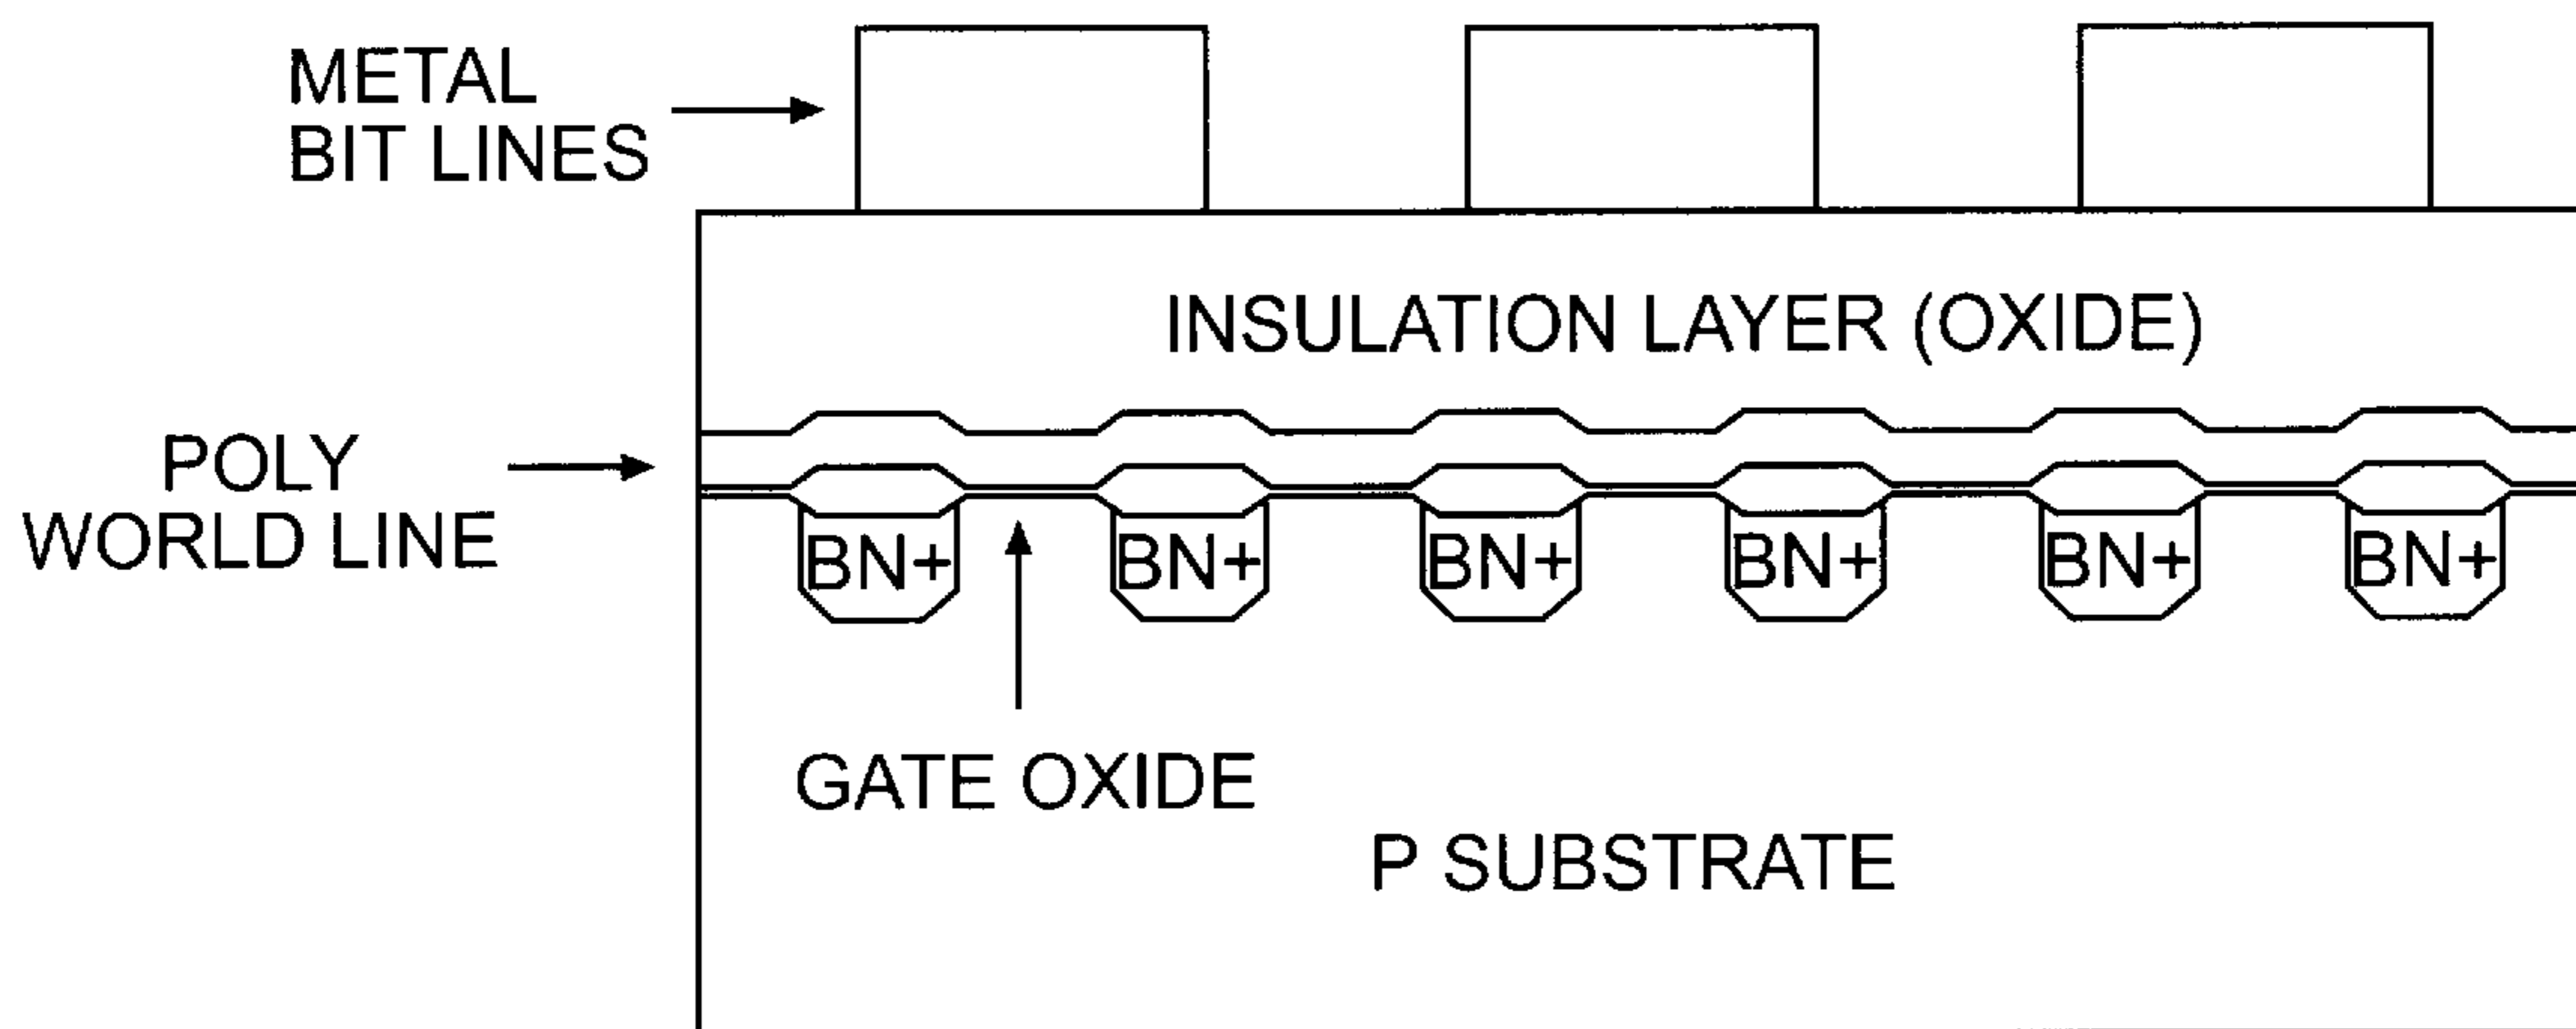 METAL
BIT LINES
INSULATION LAYER (OXIDE)
POLY
WORLD LINE
BN+ BN+ BN+ BN+ BN+ BN+
GATE OXIDE
P SUBSTRATE